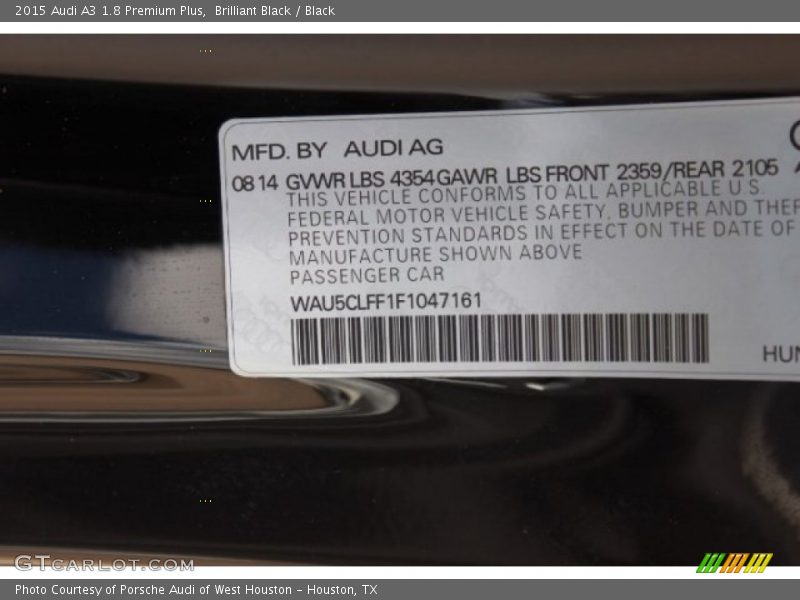 2015 Audi A3 1.8 Premium Plus, Brilliant Black / Black
MFD. BY AUDI AG
08 14 GVWR LBS 4354 GAWR LBS FRONT 2359 / REAR 2105
THIS VEHICLE CONFORMS TO ALL APPLICABLE U.S.
FEDERAL MOTOR VEHICLE SAFETY, BUMPER AND THEF
PREVENTION STANDARDS IN EFFECT ON THE DATE OF
MANUFACTURE SHOWN ABOVE
PASSENGER CAR
WAU5CLFF1F1047161
HUN
GTCARLOT.COM
Photo Courtesy of Porsche Audi of West Houston - Houston, TX